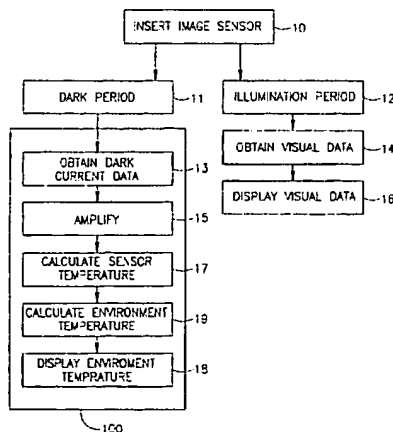 INSERT IMAGE SENSOR
10
DARK PERIOD
11
ILLUMINATION PERIOD
12
OBTAIN DARK
CURRENT DATA
13
OBTAIN VISUAL DATA
14
AMPLIFY
15
DISPLAY VISUAL DATA
16
CALCULATE SENSOR
TEMPERATURE
17
CALCULATE ENVIRONMENT
TEMPERATURE
19
DISPLAY ENVIROMENT
TEMPRATURE
18
100